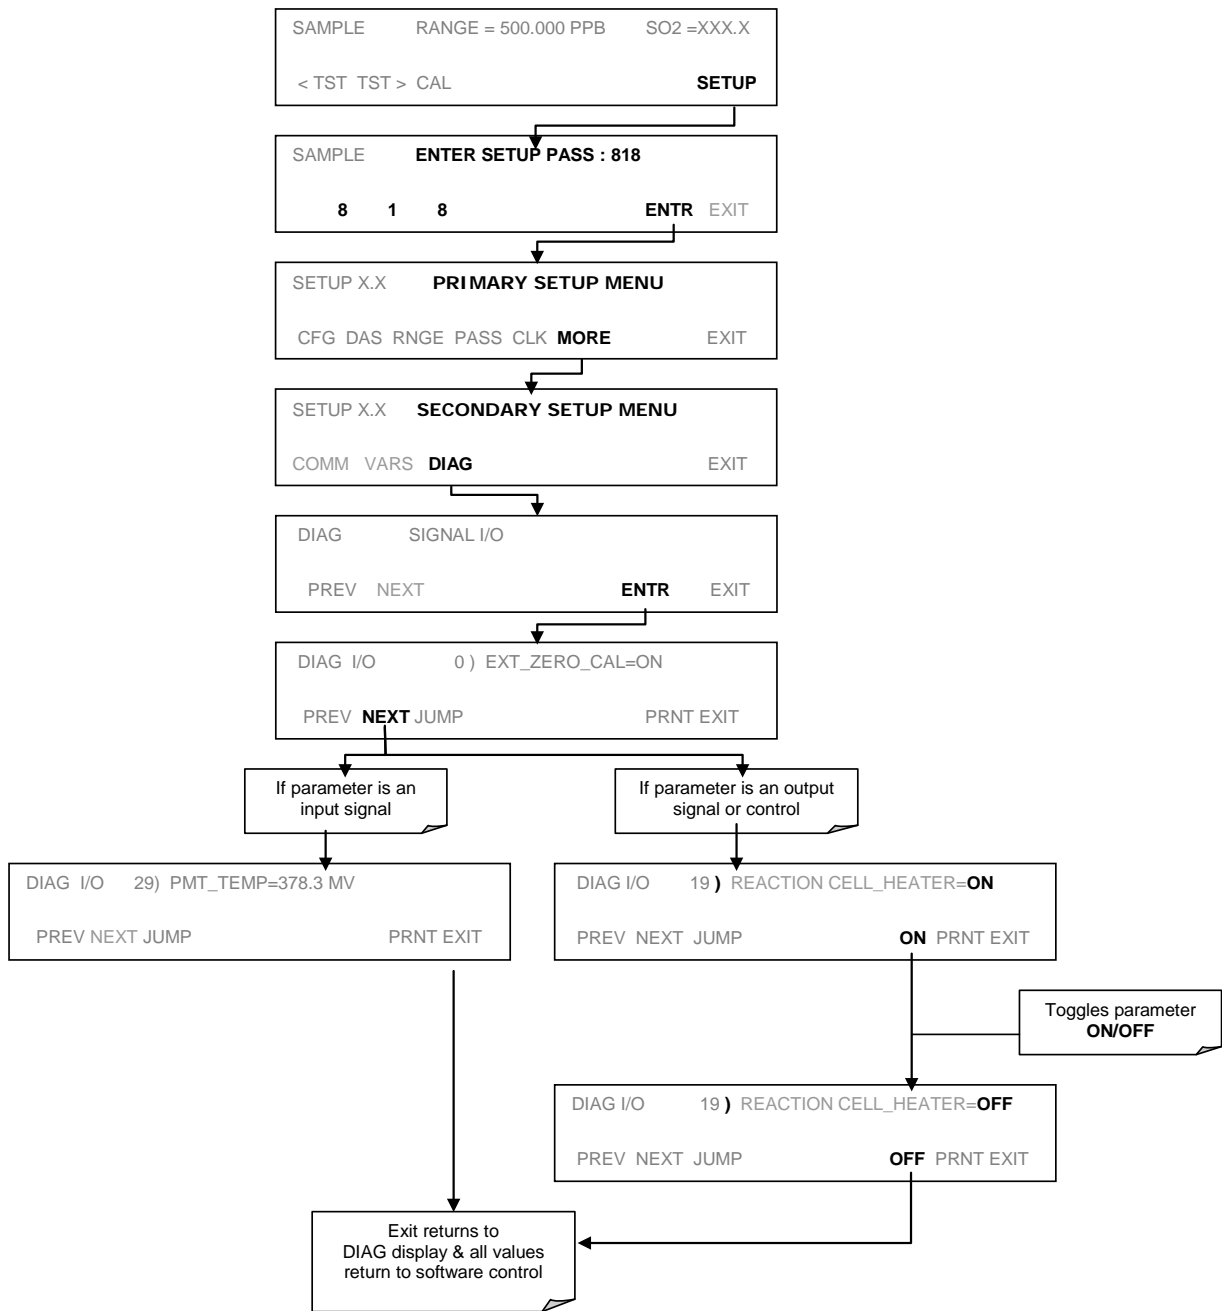 SAMPLE RANGE = 500.000 PPB SO2 =XXX.X
< TST TST > CAL SETUP
SAMPLE ENTER SETUP PASS : 818
8 1 8 ENTR EXIT
SETUP X.X PRIMARY SETUP MENU
CFG DAS RNGE PASS CLK MORE EXIT
SETUP X.X SECONDARY SETUP MENU
COMM VARS DIAG EXIT
DIAG SIGNAL I/O
PREV NEXT ENTR EXIT
DIAG I/O 0 ) EXT_ZERO_CAL=ON
PREV NEXT JUMP PRNT EXIT
If parameter is an
input signal
If parameter is an output
signal or control
DIAG I/O 29) PMT_TEMP=378.3 MV
PREV NEXT JUMP PRNT EXIT
DIAG I/O 19 ) REACTION CELL_HEATER=ON
PREV NEXT JUMP ON PRNT EXIT
Toggles parameter
ON/OFF
DIAG I/O 19 ) REACTION CELL_HEATER=OFF
PREV NEXT JUMP OFF PRNT EXIT
Exit returns to
DIAG display & all values
return to software control